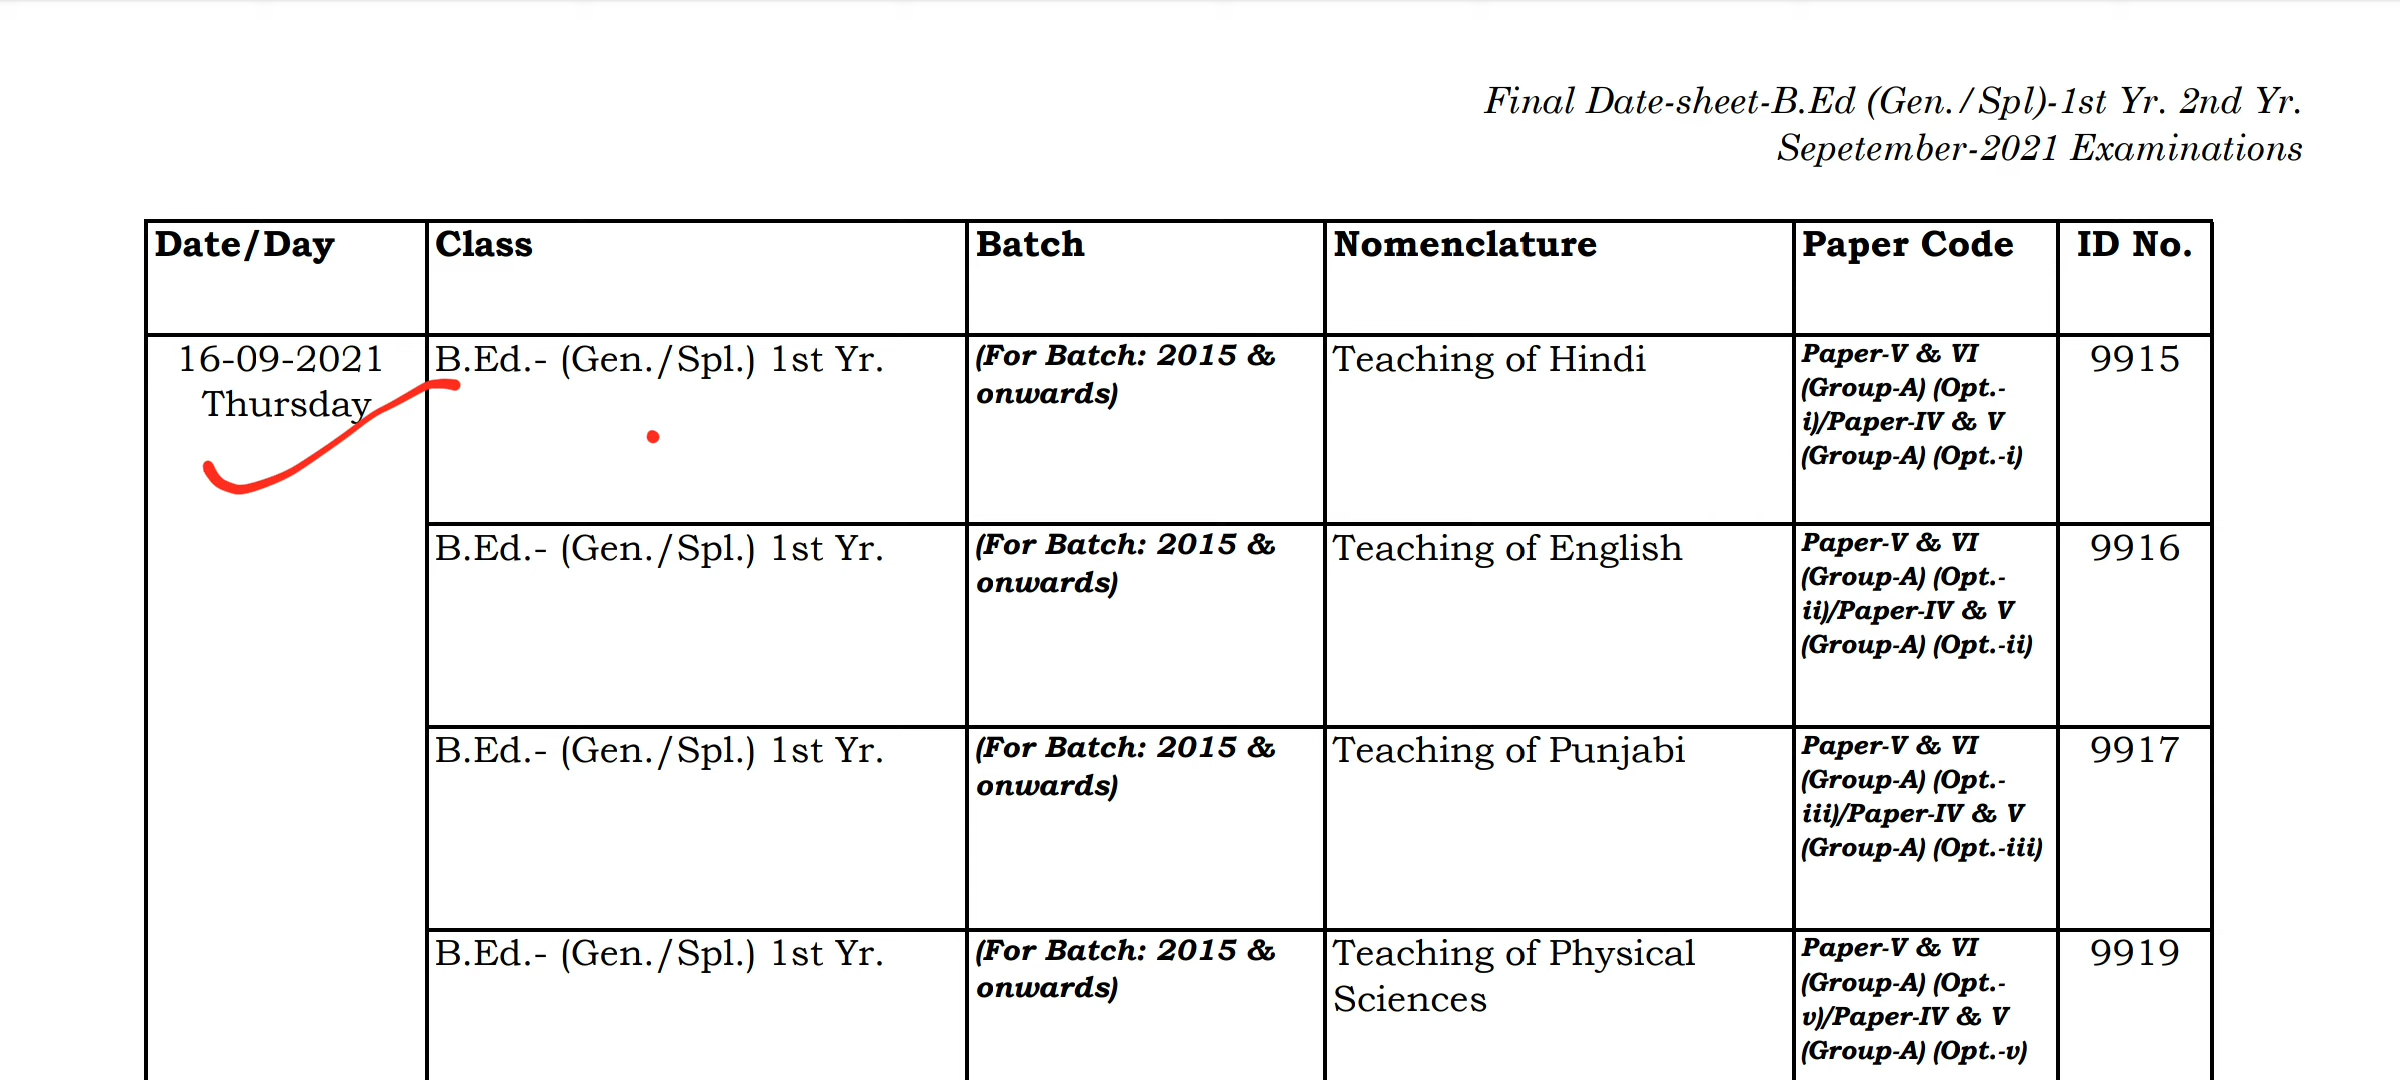 Final Date-sheet-B.Ed (Gen./Spl)-1st Yr. 2nd Yr.
Sepetember-2021 Examinations
Date/Day
Class
Batch
Nomenclature
Paper Code
ID No.
16-09-2021
Thursday
B.Ed.- (Gen./Spl.) 1st Yr.
(For Batch: 2015 &
onwards)
Teaching of Hindi
Paper-V & VI
(Group-A) (Opt.-
i)/Paper-IV & V
(Group-A) (Opt.-i)
9915
B.Ed.- (Gen./Spl.) 1st Yr.
(For Batch: 2015 &
onwards)
Teaching of English
Paper-V & VI
(Group-A) (Opt.-
ii)/Paper-IV & V
(Group-A) (Opt.-ii)
9916
B.Ed.- (Gen./Spl.) 1st Yr.
(For Batch: 2015 &
onwards)
Teaching of Punjabi
Paper-V & VI
(Group-A) (Opt.-
iii)/Paper-IV & V
(Group-A) (Opt.-iii)
9917
B.Ed.- (Gen./Spl.) 1st Yr.
(For Batch: 2015 &
onwards)
Teaching of Physical
Sciences
Paper-V & VI
(Group-A) (Opt.-
v)/Paper-IV & V
(Group-A) (Opt.-v)
9919